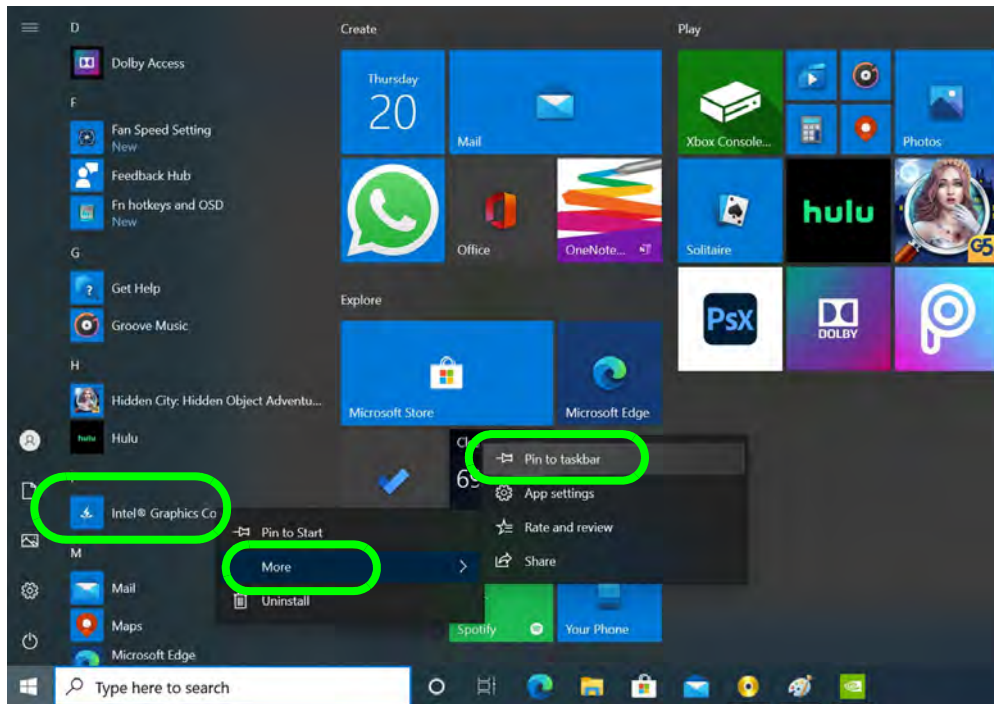 D
Dolby Access
F
Fan Speed Setting
New
Feedback Hub
Fn hotkeys and OSD
New
G
Get Help
Groove Music
H
Hidden City: Hidden Object Adventu...
hulu
Hulu
Intel® Graphics Co
M
Mail
Maps
Microsoft Edge
Create
Thursday
20
Mail
Office
OneNote...
Explore
Microsoft Store
Microsoft Edge
69
Spotify
Your Phone
Play
Xbox Console...
Photos
Solitaire
hulu
G5
PsX
DOLBY
Pin to Start
More
Uninstall
Pin to taskbar
App settings
Rate and review
Share
Type here to search